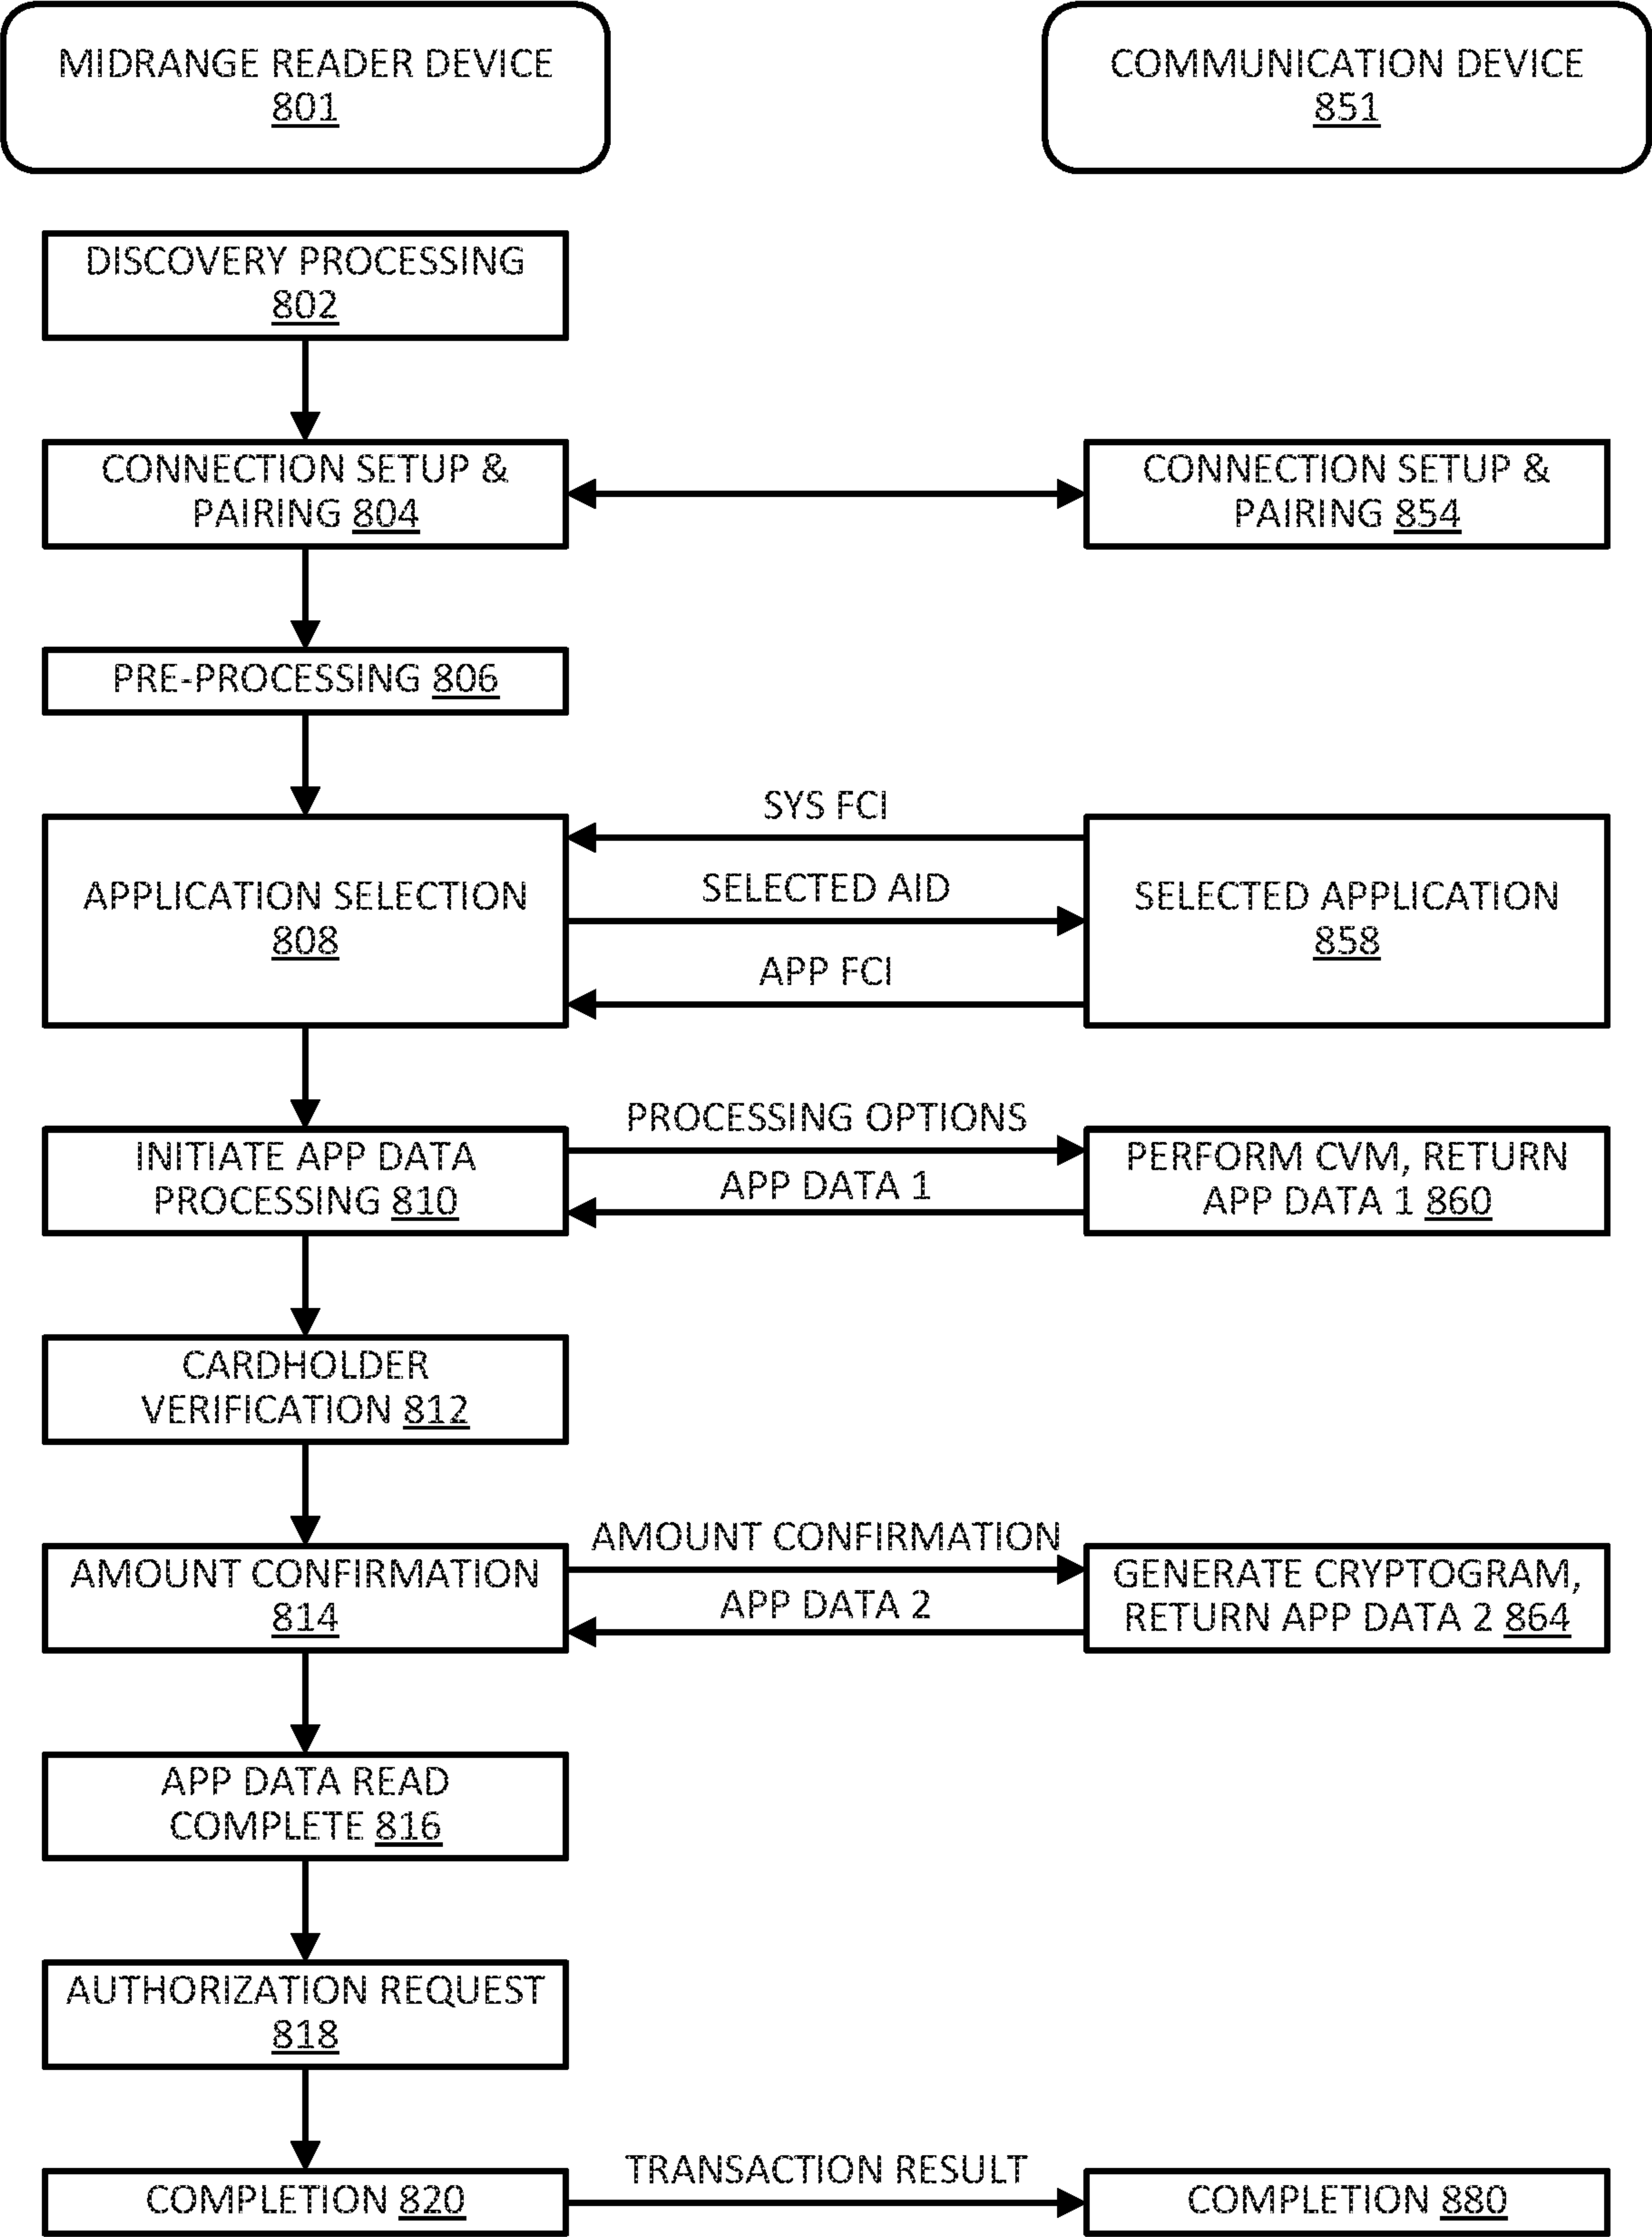 MIDRANGE READER DEVICE
801
COMMUNICATION DEVICE
851
DISCOVERY PROCESSING
802
CONNECTION SETUP &
PAIRING 804
CONNECTION SETUP &
PAIRING 854
PRE-PROCESSING 806
APPLICATION SELECTION
808
SYS FCI
SELECTED AID
APP FCI
SELECTED APPLICATION
858
INITIATE APP DATA
PROCESSING 810
PROCESSING OPTIONS
APP DATA 1
PERFORM CVM, RETURN
APP DATA 1 860
CARDHOLDER
VERIFICATION 812
AMOUNT CONFIRMATION
814
AMOUNT CONFIRMATION
APP DATA 2
GENERATE CRYPTOGRAM,
RETURN APP DATA 2 864
APP DATA READ
COMPLETE 816
AUTHORIZATION REQUEST
818
COMPLETION 820
TRANSACTION RESULT
COMPLETION 880